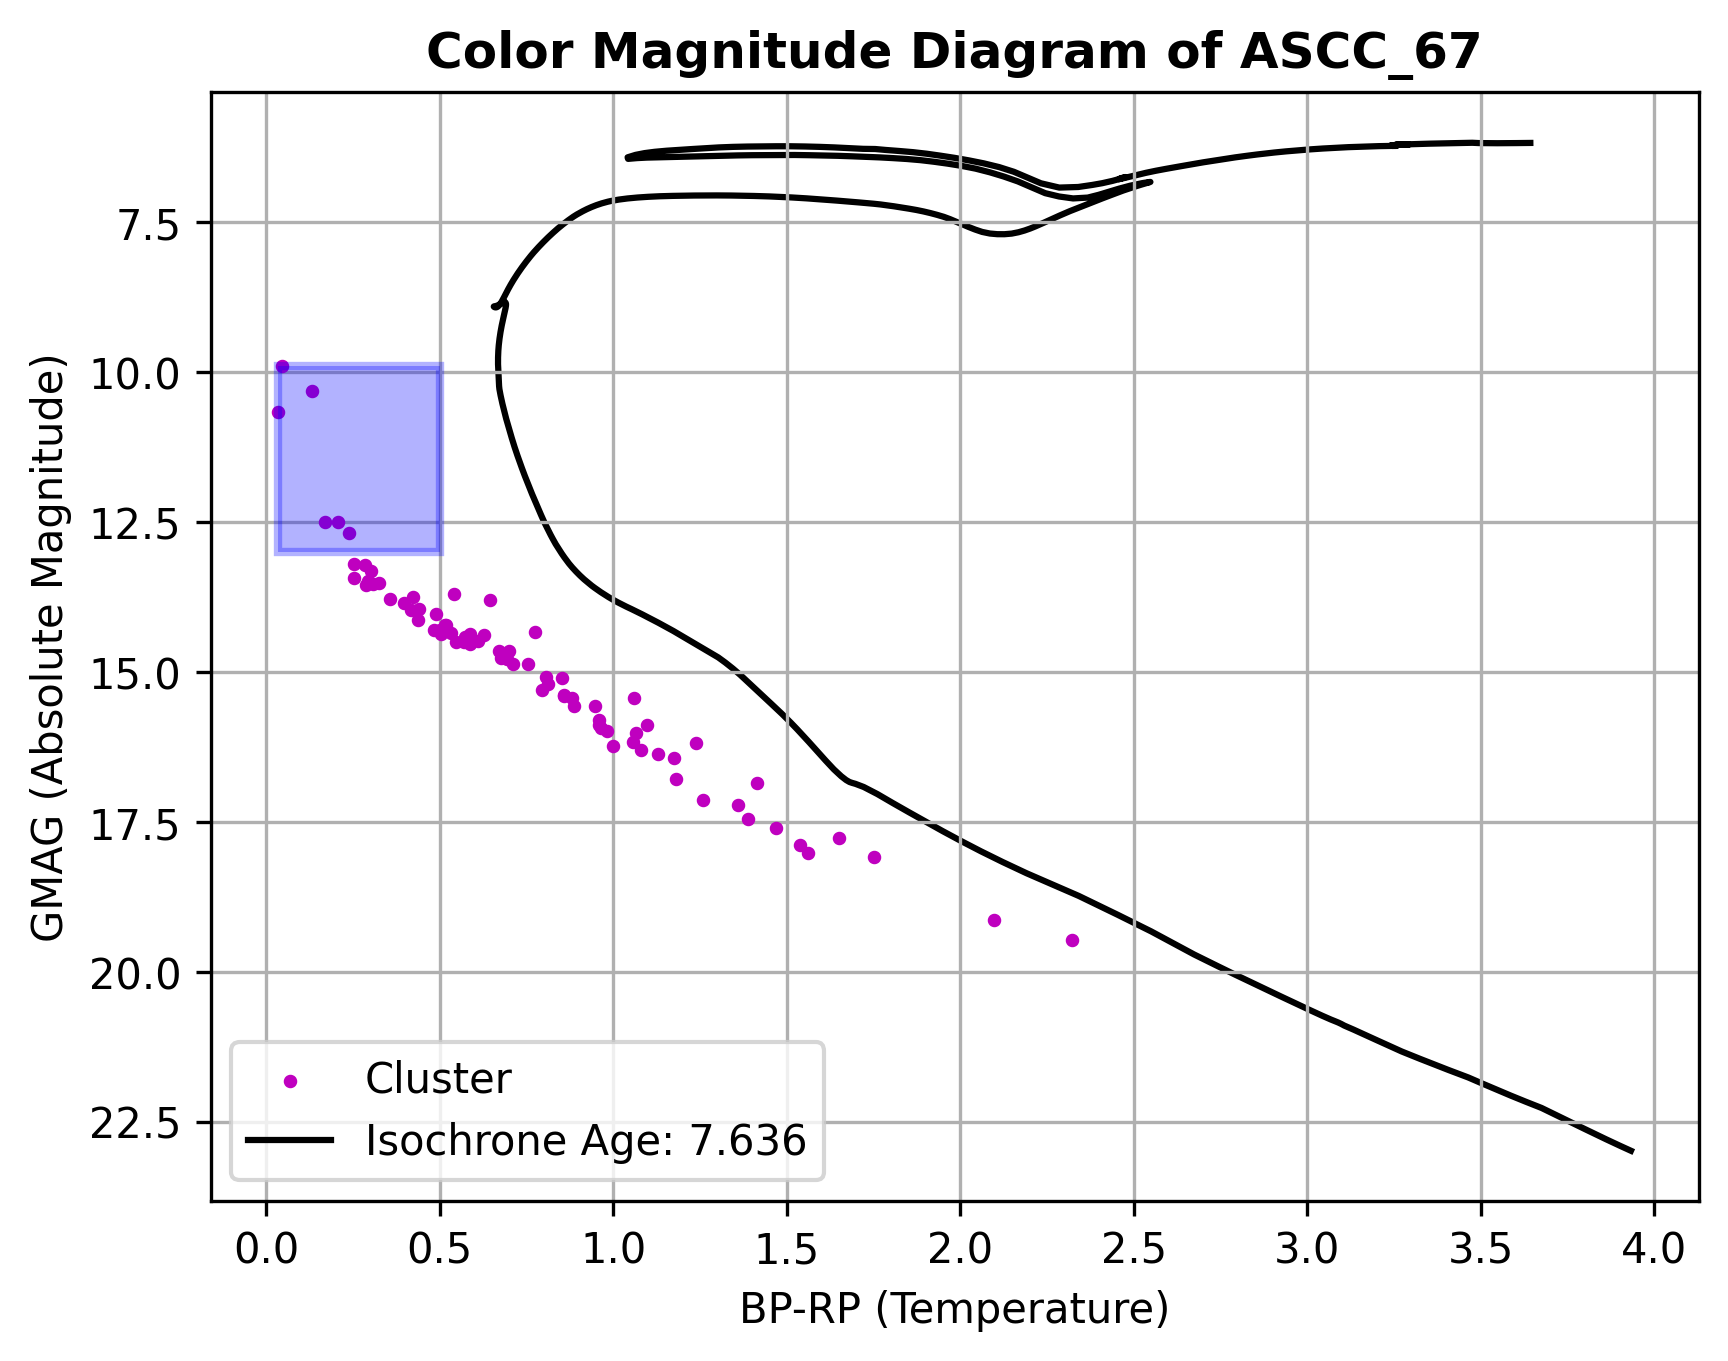 Color Magnitude Diagram of ASCC_67
GMAG (Absolute Magnitude)
7.5
10.0
12.5
15.0
17.5
20.0
22.5
Cluster
Isochrone Age: 7.636
0.0 0.5 1.0 1.5 2.0 2.5 3.0 3.5 4.0
BP-RP (Temperature)